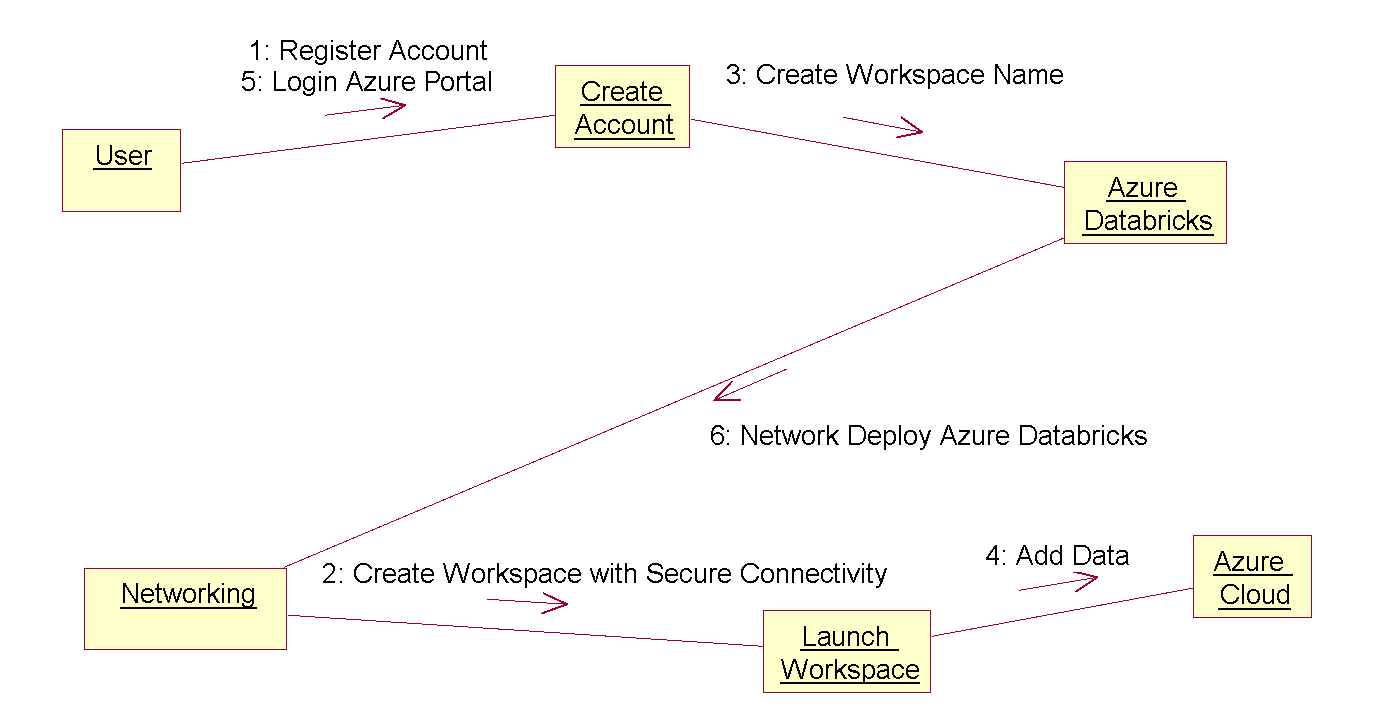 1: Register Account
5: Login Azure Portal
Create
Account
3: Create Workspace Name
User
Azure
Databricks
6: Network Deploy Azure Databricks
Networking
2: Create Workspace with Secure Connectivity
4: Add Data
Azure
Cloud
Launch
Workspace